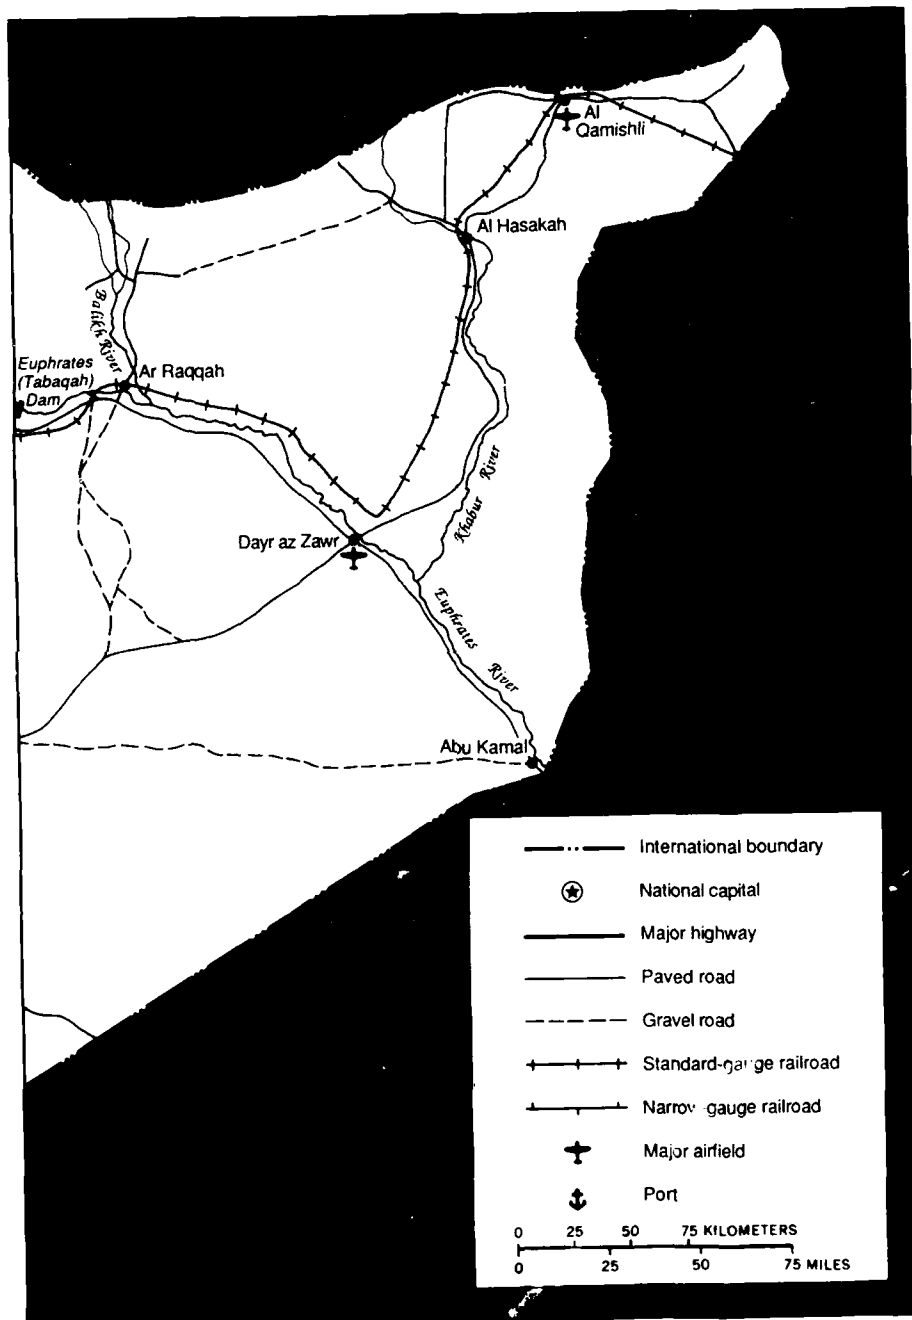 Al
Qamishli
Al Hasakah
Balikh River
Euphrates
(Tabaqah)
Dam
Ar Raqqah
Khabur River
Dayr az Zawr
Euphrates River
Abu Kamal
International boundary
National capital
Major highway
Paved road
Gravel road
Standard-gauge railroad
Narrow-gauge railroad
Major airfield
Port
0 25 50 75 KILOMETERS
0 25 50 75 MILES